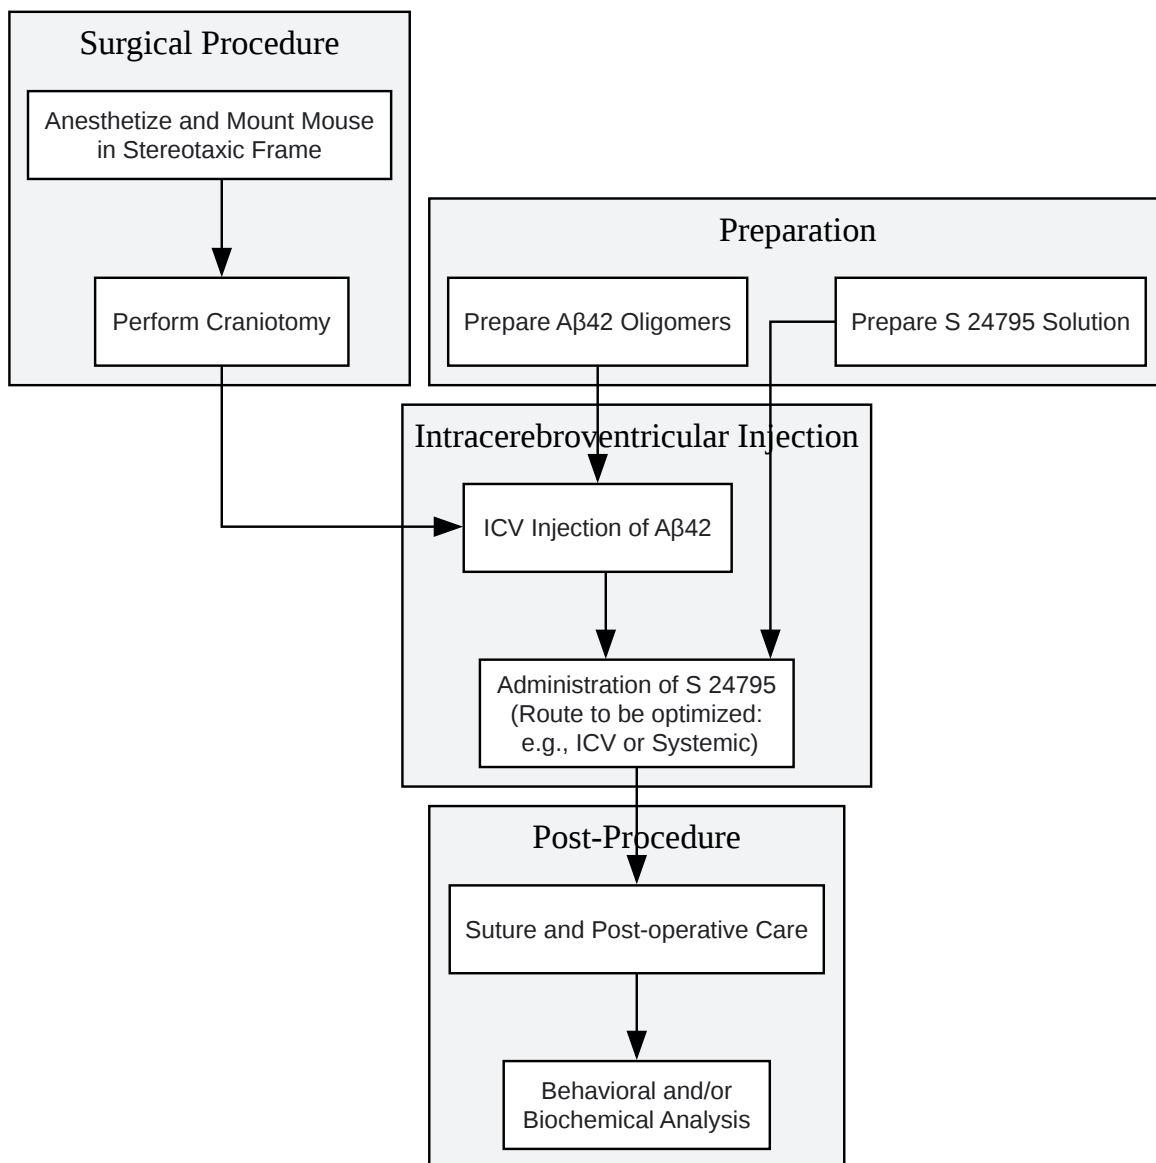 Surgical Procedure
Anesthetize and Mount Mouse
in Stereotaxic Frame
Perform Craniotomy
Preparation
Prepare Aβ42 Oligomers
Prepare S 24795 Solution
Intracerebroventricular Injection
ICV Injection of Aβ42
Administration of S 24795
(Route to be optimized:
e.g., ICV or Systemic)
Post-Procedure
Suture and Post-operative Care
Behavioral and/or
Biochemical Analysis